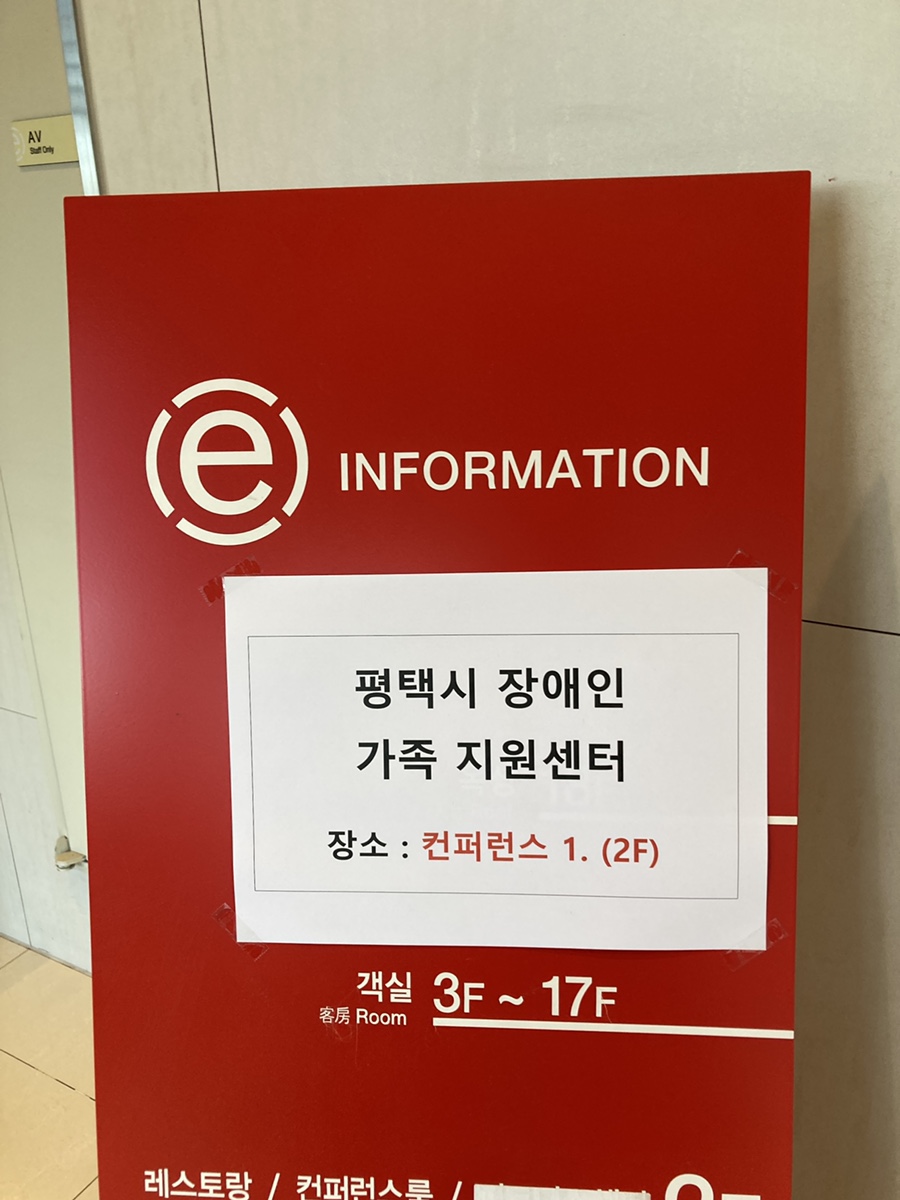 AV
Staff Only
e INFORMATION
평택시 장애인
가족 지원센터
장소 : 컨퍼런스 1. (2F)
객실 3F ~ 17F
客房 Room
레스토랑 / 컨퍼런스룸 /